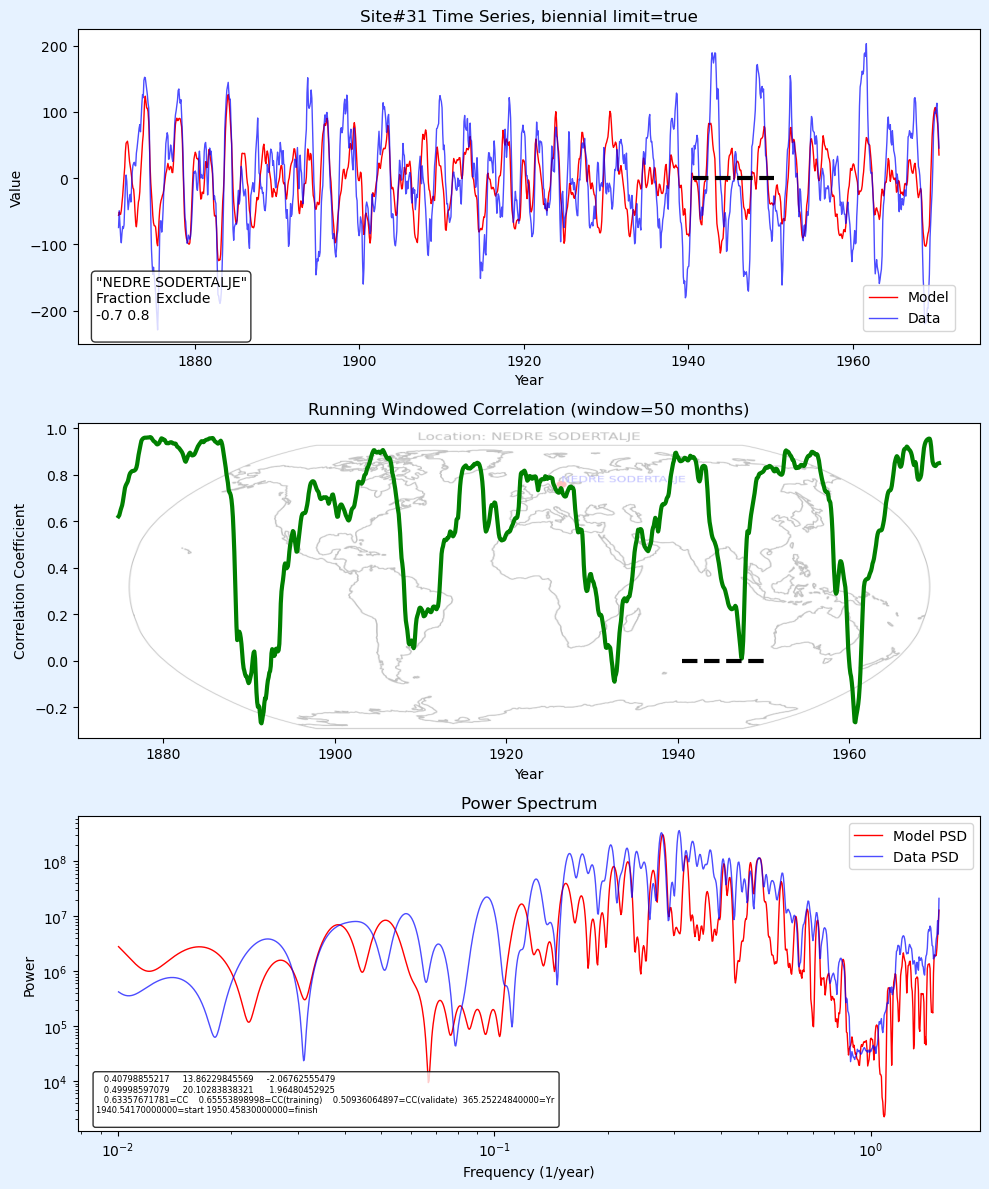 Site#31 Time Series, biennial limit=true
200
100
0
−100
−200
Value
"NEDRE SODERTALJE"
Fraction Exclude
-0.7 0.8
Model
Data
1880
1900
1920
1940
1960
Year
Running Windowed Correlation (window=50 months)
Location: NEDRE SODERTALJE
NEDRE SODERTALJE
1.0
0.8
0.6
0.4
0.2
0.0
−0.2
Correlation Coefficient
1880
1900
1920
1940
1960
Year
Power Spectrum
Model PSD
Data PSD
10^8
10^7
10^6
10^5
10^4
Power
0.40798855217 13.86229845569 -2.06762555479
0.49998597079 20.10283838321 1.96480452925
0.63357671781=CC 0.65553898998=CC(training) 0.50936064897=CC(validate) 365.25224840000=Yr
1940.54170000000=start 1950.45830000000=finish
10^−2
10^−1
10^0
Frequency (1/year)